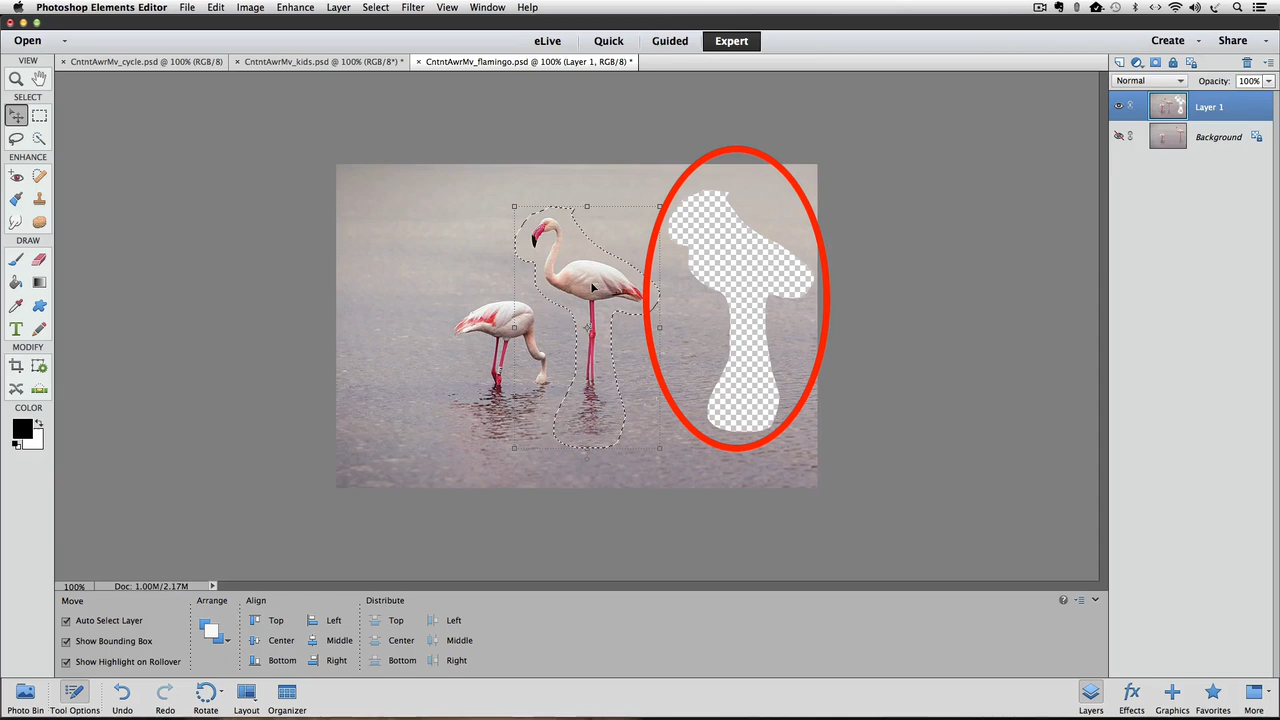 Photoshop Elements Editor File Edit Image Enhance Layer Select Filter View Window Help
Open eLive Quick Guided Expert Create Share
VIEW × CntntAwrMv_cycle.psd @ 100% (RGB/8) × CntntAwrMv_kids.psd @ 100% (RGB/8*) * × CntntAwrMv_flamingo.psd @ 100% (Layer 1, RGB/8) *
Normal Opacity: 100%
SELECT
Layer 1
Background
ENHANCE
DRAW
T
MODIFY
COLOR
100% Doc: 1.00M/2.17M
Move Arrange Align Distribute
Auto Select Layer Top Left Top Left
Show Bounding Box Center Middle Center Middle
Show Highlight on Rollover Bottom Right Bottom Right
fx
Photo Bin Tool Options Undo Redo Rotate Layout Organizer Layers Effects Graphics Favorites More